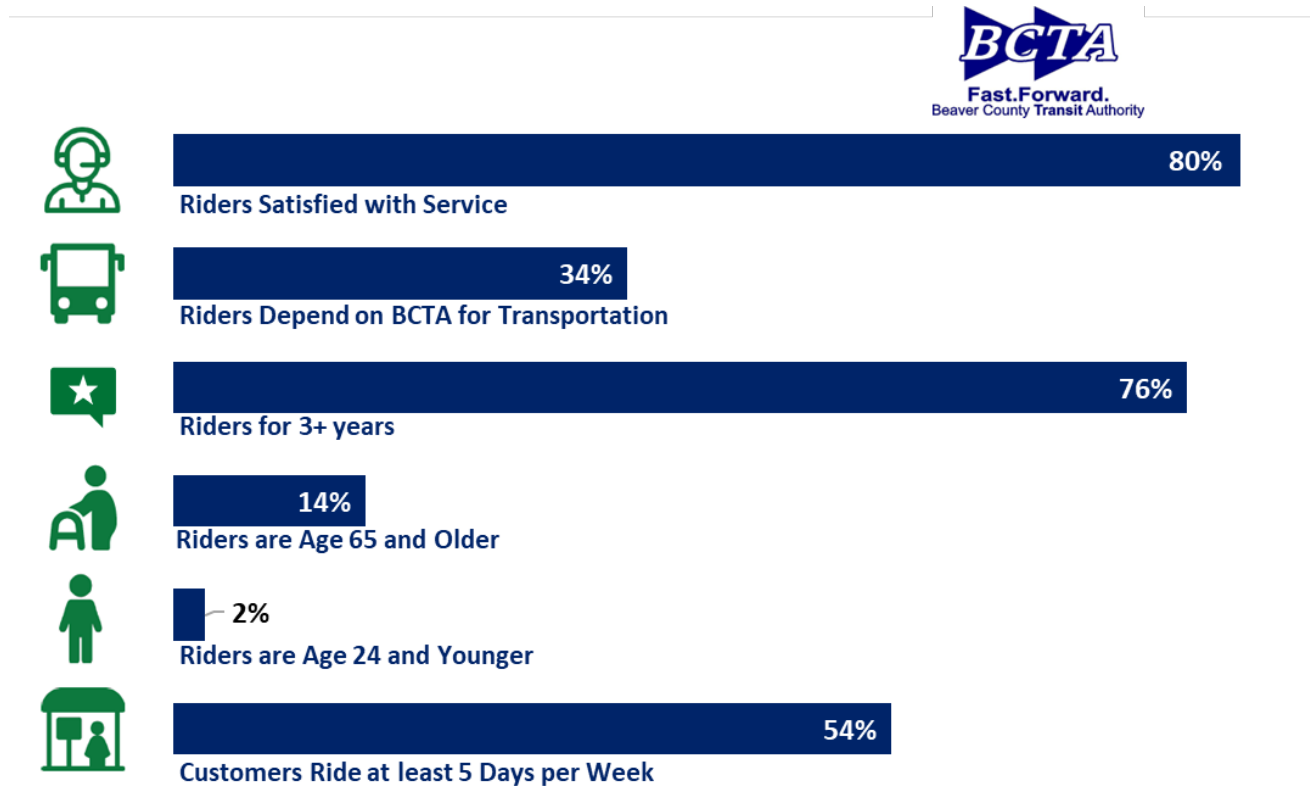 BCTA
Fast.Forward.
Beaver County Transit Authority
80%
Riders Satisfied with Service
34%
Riders Depend on BCTA for Transportation
76%
Riders for 3+ years
14%
Riders are Age 65 and Older
2%
Riders are Age 24 and Younger
54%
Customers Ride at least 5 Days per Week